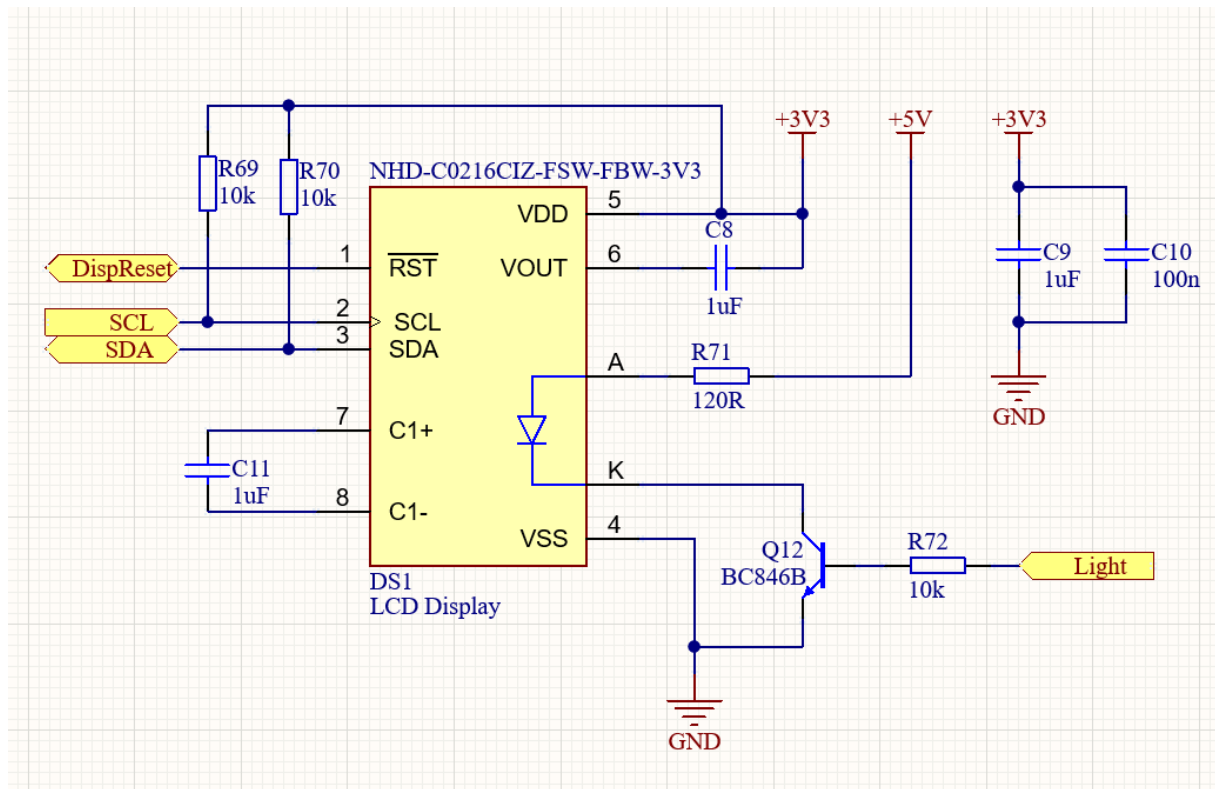 +3V3
+5V
+3V3
R69
10k
R70
10k
NHD-C0216CIZ-FSW-FBW-3V3
VDD
5
C8
1uF
DispReset
1
RST
VOUT
6
C9
1uF
C10
100n
SCL
2
SCL
SDA
3
SDA
R71
120R
A
GND
7
C1+
C11
1uF
K
8
C1-
VSS
4
Q12
BC846B
R72
10k
Light
DS1
LCD Display
GND